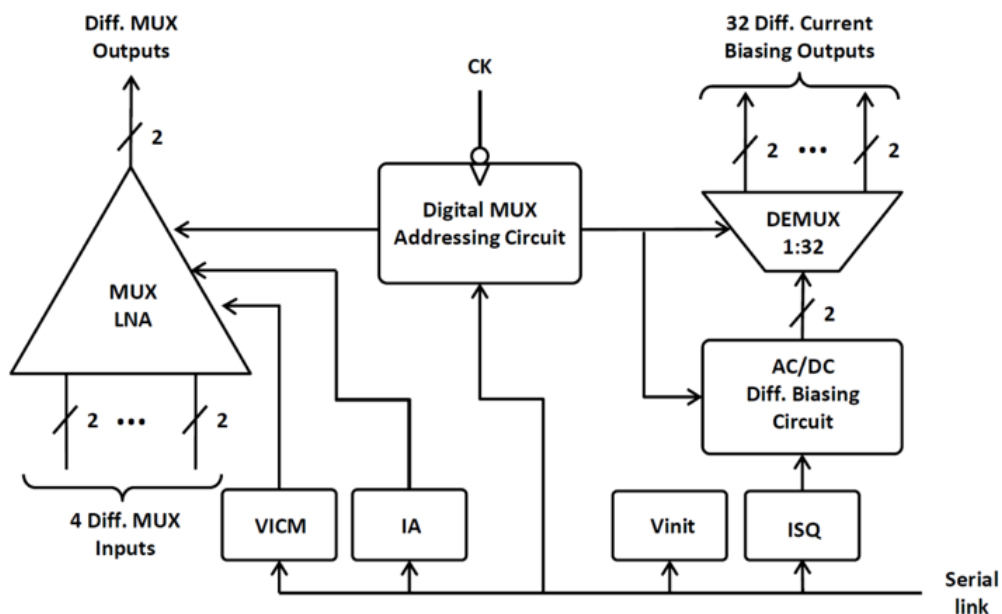 Diff. MUX
Outputs
32 Diff. Current
Biasing Outputs
CK
2
2
•••
2
Digital MUX
Addressing Circuit
DEMUX
1:32
MUX
LNA
2
AC/DC
Diff. Biasing
Circuit
2
•••
2
4 Diff. MUX
Inputs
VICM
IA
Vinit
ISQ
Serial
link